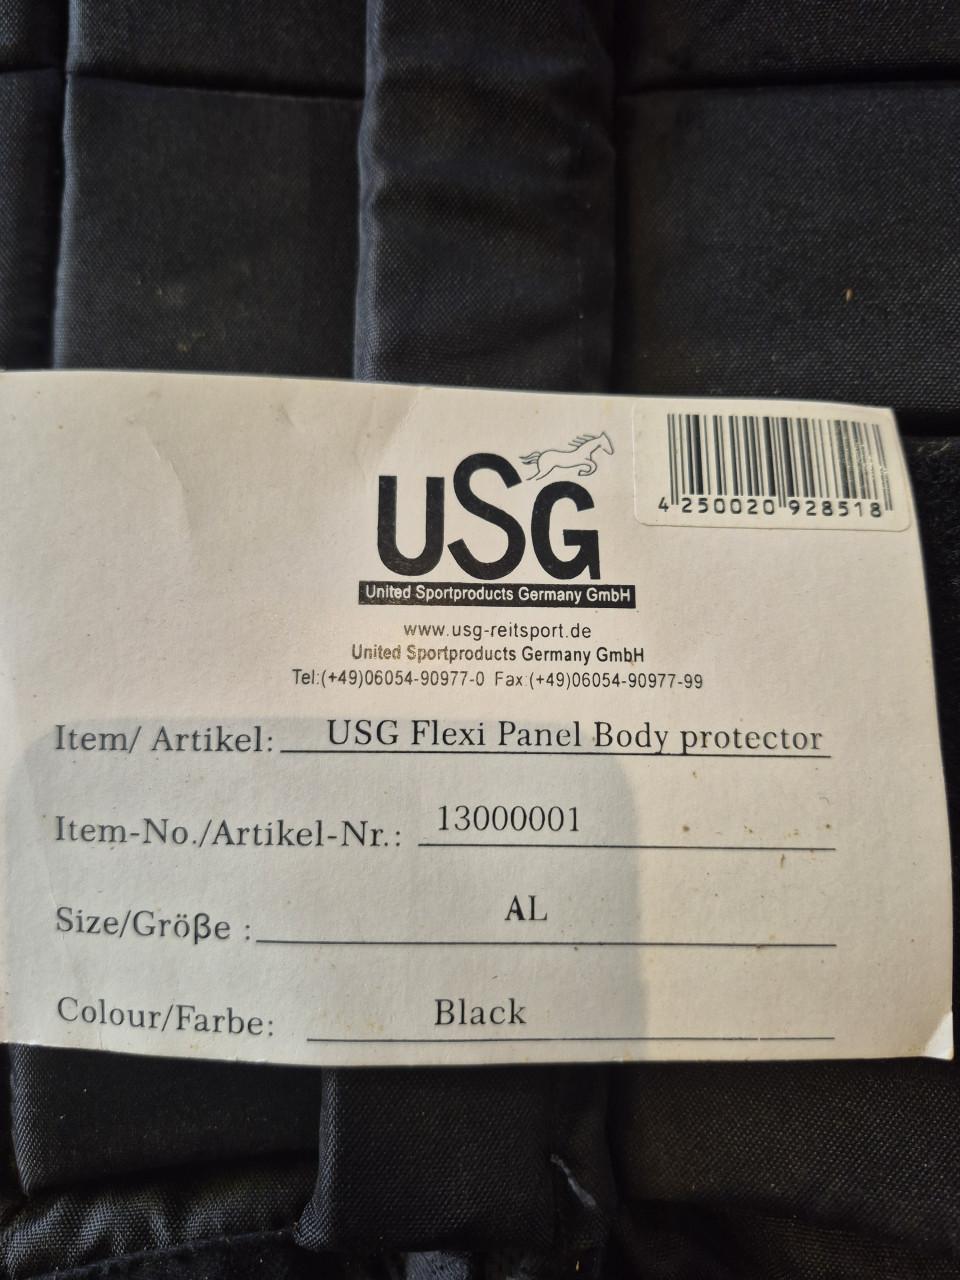 USG
United Sportproducts Germany GmbH
4 250020 928518
www.usg-reitsport.de
United Sportproducts Germany GmbH
Tel:(+49)06054-90977-0 Fax:(+49)06054-90977-99
Item/ Artikel: USG Flexi Panel Body protector
Item-No./Artikel-Nr.: 13000001
Size/Größe : AL
Colour/Farbe: Black